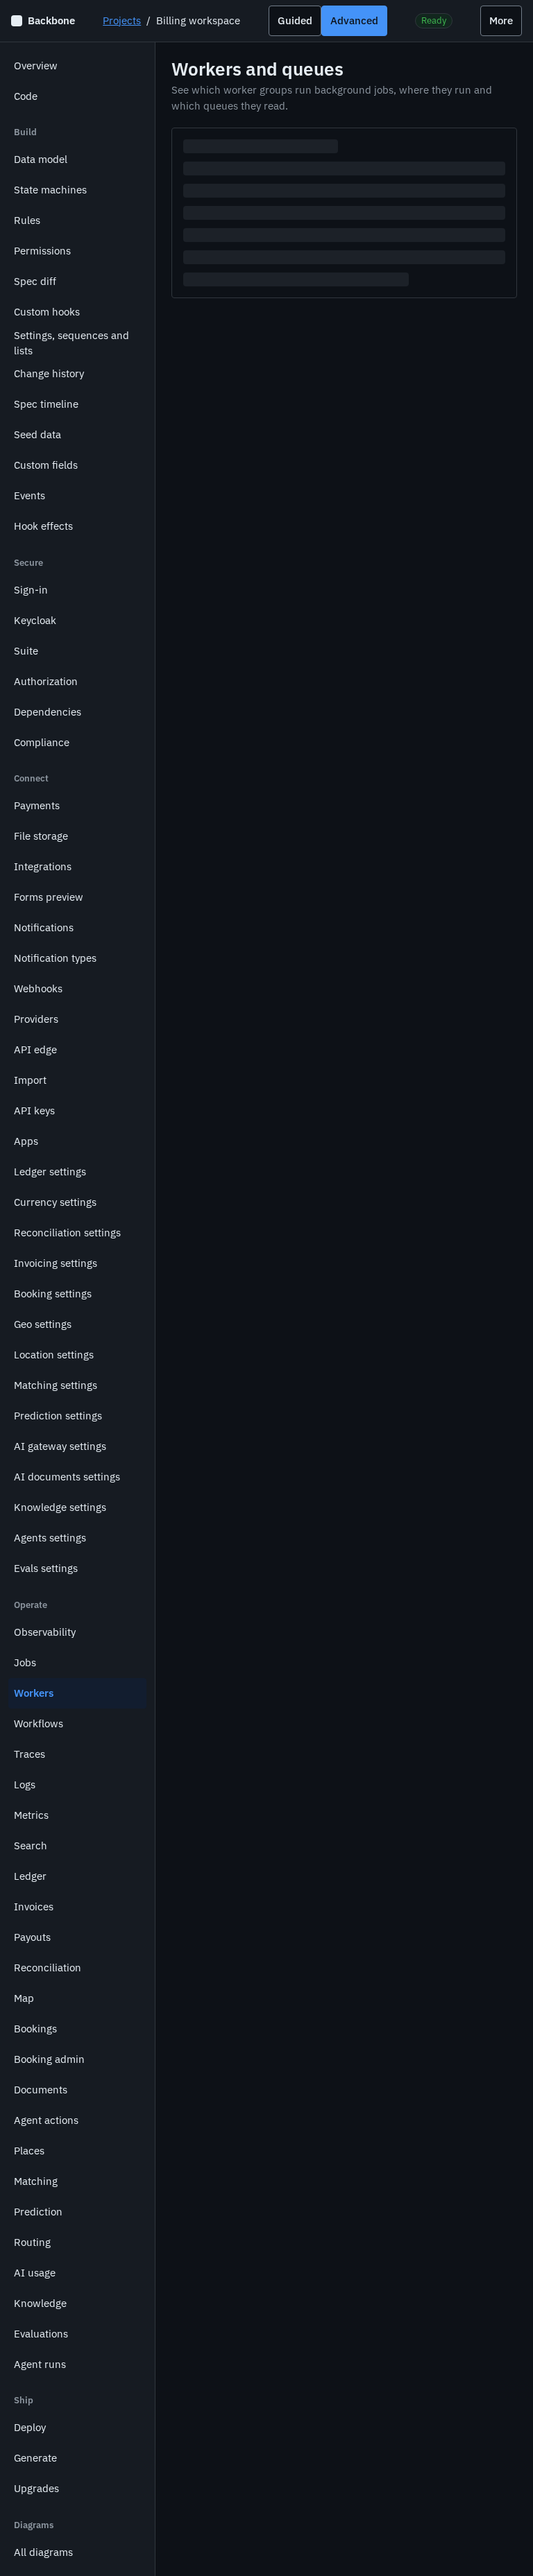 Backbone
Projects / Billing workspace
Guided
Advanced
Ready
More
Overview
Code
Build
Data model
State machines
Rules
Permissions
Spec diff
Custom hooks
Settings, sequences and
lists
Change history
Spec timeline
Seed data
Custom fields
Events
Hook effects
Secure
Sign-in
Keycloak
Suite
Authorization
Dependencies
Compliance
Connect
Payments
File storage
Integrations
Forms preview
Notifications
Notification types
Webhooks
Providers
API edge
Import
API keys
Apps
Ledger settings
Currency settings
Reconciliation settings
Invoicing settings
Booking settings
Geo settings
Location settings
Matching settings
Prediction settings
AI gateway settings
AI documents settings
Knowledge settings
Agents settings
Evals settings
Operate
Observability
Jobs
Workers
Workflows
Traces
Logs
Metrics
Search
Ledger
Invoices
Payouts
Reconciliation
Map
Bookings
Booking admin
Documents
Agent actions
Places
Matching
Prediction
Routing
AI usage
Knowledge
Evaluations
Agent runs
Ship
Deploy
Generate
Upgrades
Diagrams
All diagrams
Workers and queues
See which worker groups run background jobs, where they run and
which queues they read.